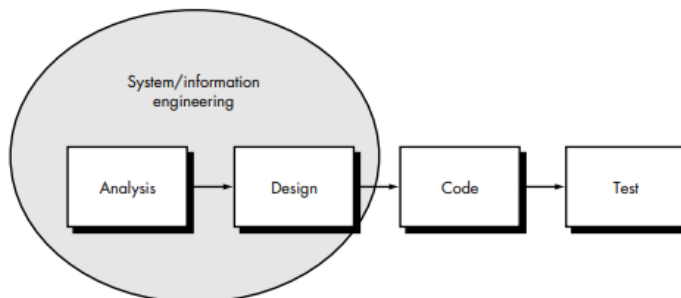 System/information
engineering
Analysis
Design
Code
Test